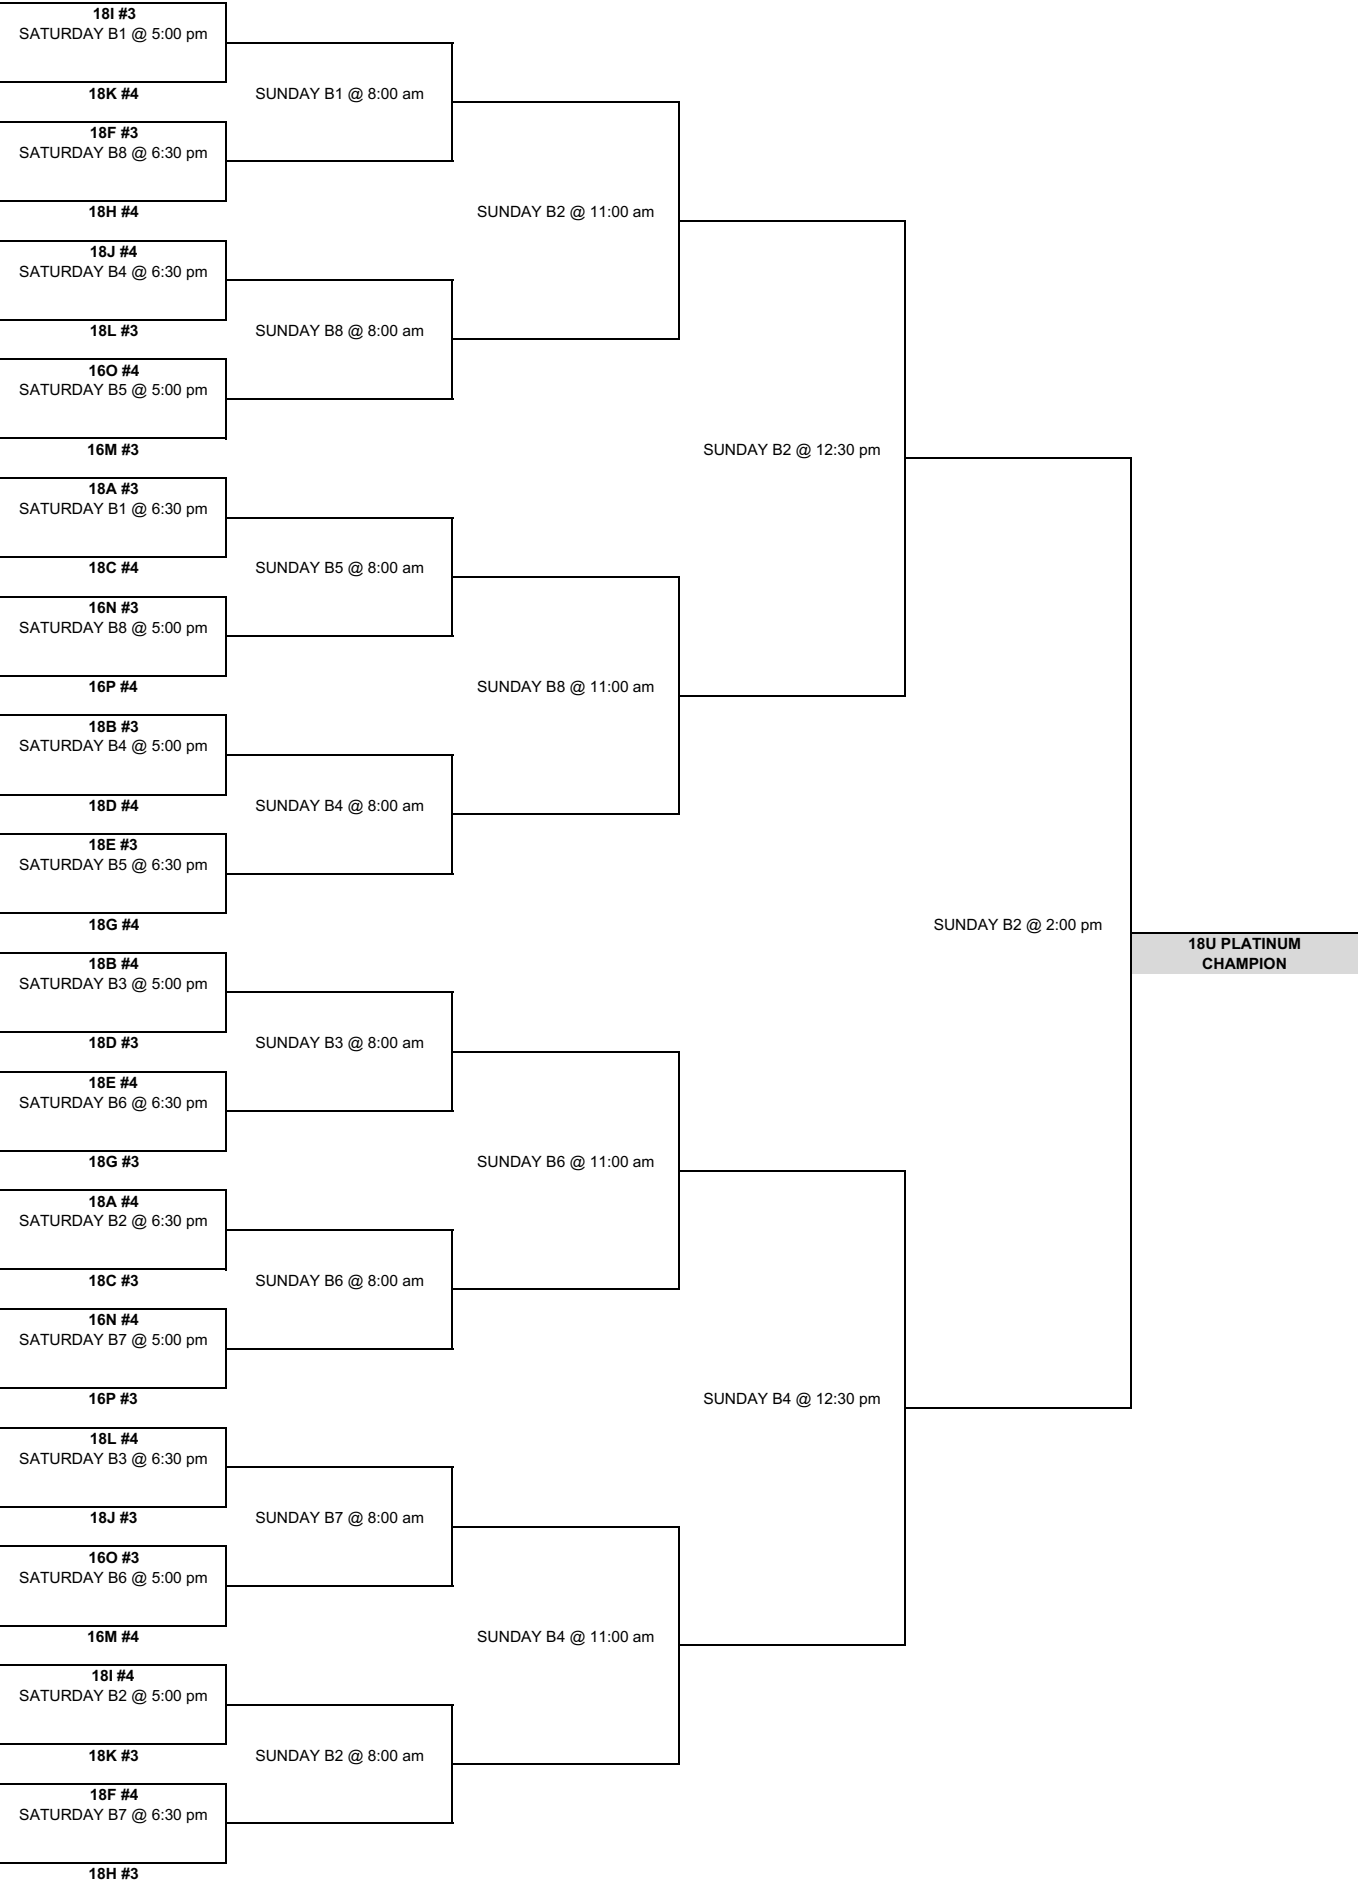 18I #3
SATURDAY B1 @ 5:00 pm
18K #4
SUNDAY B1 @ 8:00 am
18F #3
SATURDAY B8 @ 6:30 pm
18H #4
SUNDAY B2 @ 11:00 am
18J #4
SATURDAY B4 @ 6:30 pm
18L #3
SUNDAY B8 @ 8:00 am
16O #4
SATURDAY B5 @ 5:00 pm
16M #3
SUNDAY B2 @ 12:30 pm
18A #3
SATURDAY B1 @ 6:30 pm
18C #4
SUNDAY B5 @ 8:00 am
16N #3
SATURDAY B8 @ 5:00 pm
16P #4
SUNDAY B8 @ 11:00 am
18B #3
SATURDAY B4 @ 5:00 pm
18D #4
SUNDAY B4 @ 8:00 am
18E #3
SATURDAY B5 @ 6:30 pm
18G #4
SUNDAY B2 @ 2:00 pm
18U PLATINUM
CHAMPION
18B #4
SATURDAY B3 @ 5:00 pm
18D #3
SUNDAY B3 @ 8:00 am
18E #4
SATURDAY B6 @ 6:30 pm
18G #3
SUNDAY B6 @ 11:00 am
18A #4
SATURDAY B2 @ 6:30 pm
18C #3
SUNDAY B6 @ 8:00 am
16N #4
SATURDAY B7 @ 5:00 pm
16P #3
SUNDAY B4 @ 12:30 pm
18L #4
SATURDAY B3 @ 6:30 pm
18J #3
SUNDAY B7 @ 8:00 am
16O #3
SATURDAY B6 @ 5:00 pm
16M #4
SUNDAY B4 @ 11:00 am
18I #4
SATURDAY B2 @ 5:00 pm
18K #3
SUNDAY B2 @ 8:00 am
18F #4
SATURDAY B7 @ 6:30 pm
18H #3